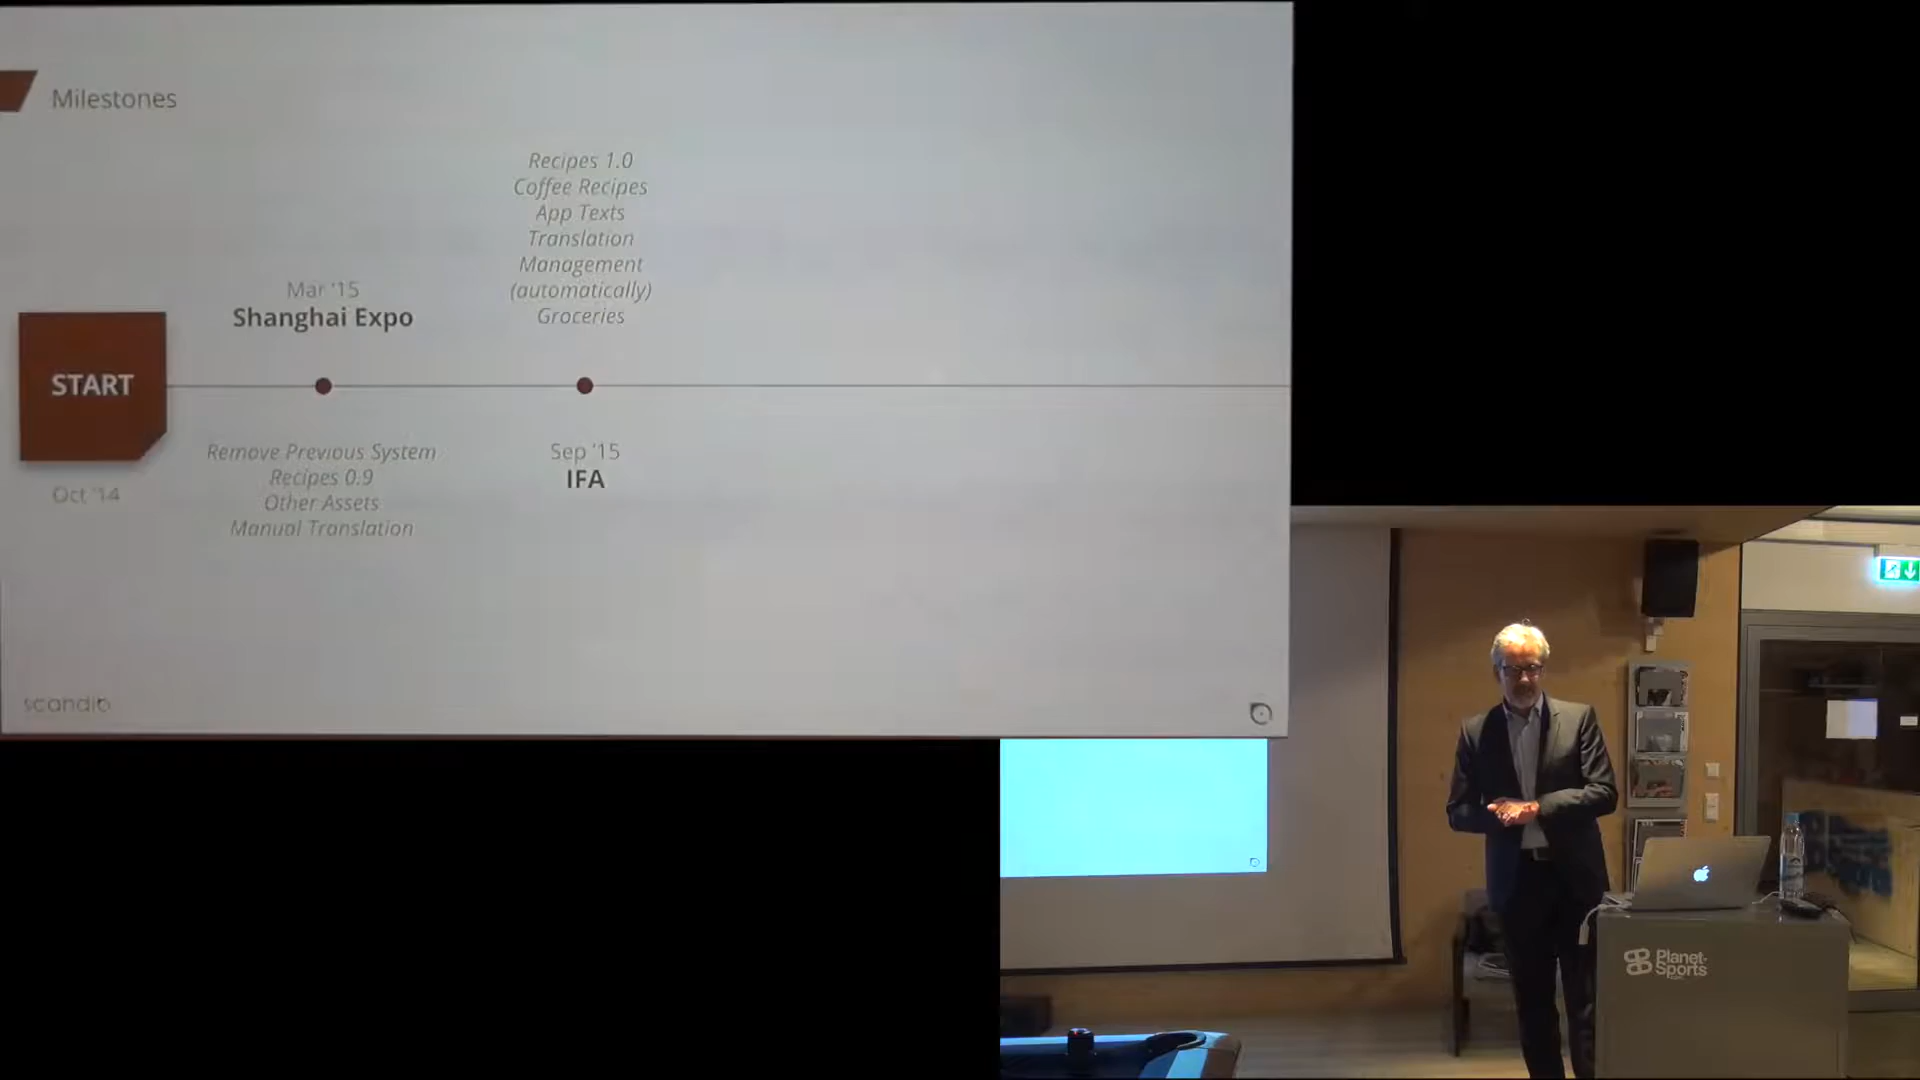 Milestones
Recipes 1.0
Coffee Recipes
App Texts
Translation
Management
(automatically)
Groceries
Mar '15
Shanghai Expo
START
Oct '14
Remove Previous System
Recipes 0.9
Other Assets
Manual Translation
Sep '15
IFA
scandio
Planet-
Sports